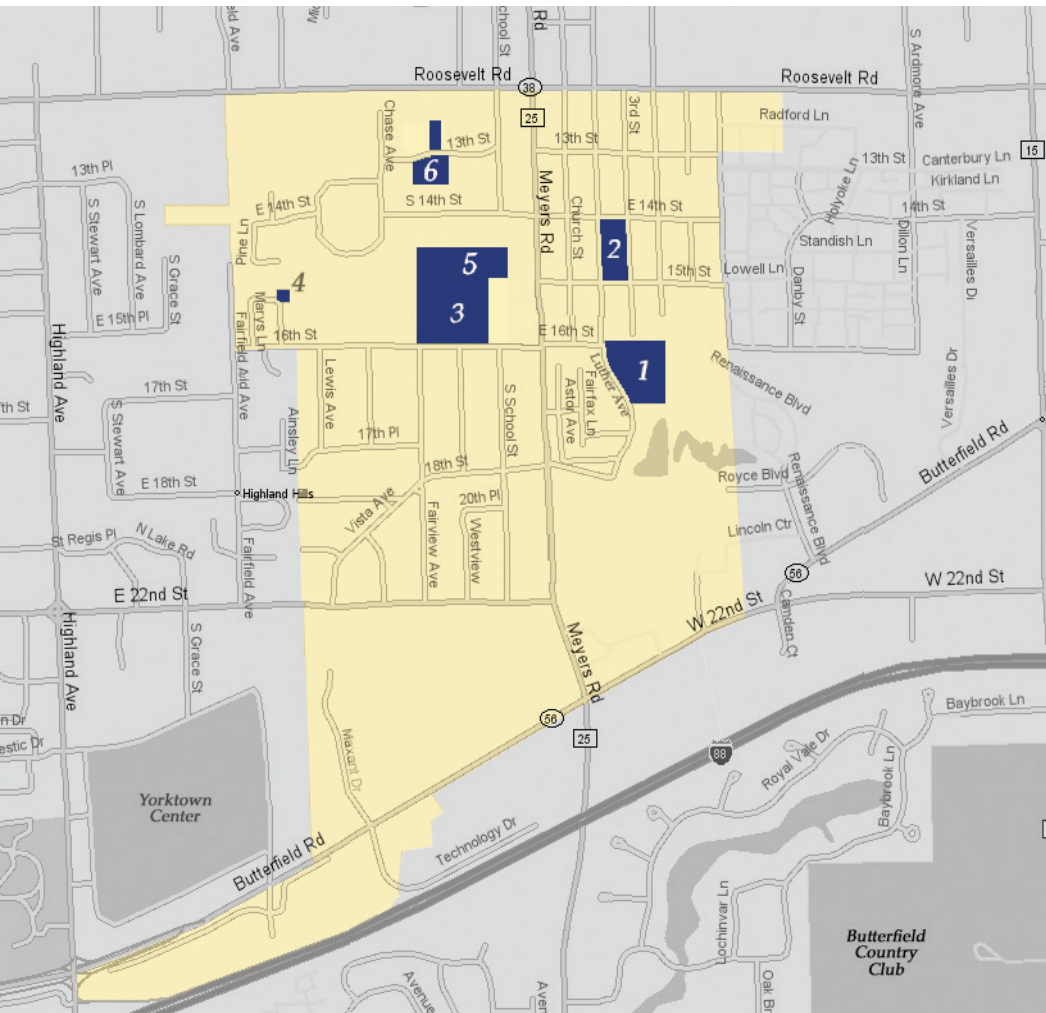 S School St
Rd
Roosevelt Rd
Roosevelt Rd
38
25
S Ardmore Ave
15
Chase Ave
3rd St
Radford Ln
13th St
13th St
13th St
Canterbury Ln
Kirkland Ln
13th Pl
6
S 14th St
E 14th St
E 14th St
14th St
Holyoke Ln
S Stewart Ave
S Lombard Ave
S Grace St
Pine Ln
Meyers Rd
Church St
2
Standish Ln
Dillon Ln
Versailles Dr
5
4
3
15th St
Lowell Ln
Danby St
E 15th Pl
Marys Ln
16th St
E 16th St
Highland Ave
Fairfield
1
Luther Ave
Renaissance Blvd
Versailles Dr
17th St
Lewis Ave
S School St
Astor Ave
Fairfax Ln
S Stewart Ave
Ainsley Ln
17th Pl
18th St
Butterfield Rd
E 18th St
Highland Hills
Royce Blvd
Renaissance Blvd
20th Pl
Vista Ave
Fairview Ave
Westview
Lincoln Ctr
St Regis Pl
N Lake Rd
Fairfield Ave
56
E 22nd St
W 22nd St
W 22nd St
Camden Ct
Highland Ave
S Grace St
Meyers Rd
56
25
88
Baybrook Ln
Maxant Dr
Royal Vale Dr
Baybrook Ln
Yorktown
Center
Technology Dr
Butterfield Rd
Lochinvar Ln
Butterfield
Country
Club
Avenue
Aven
Oak Br